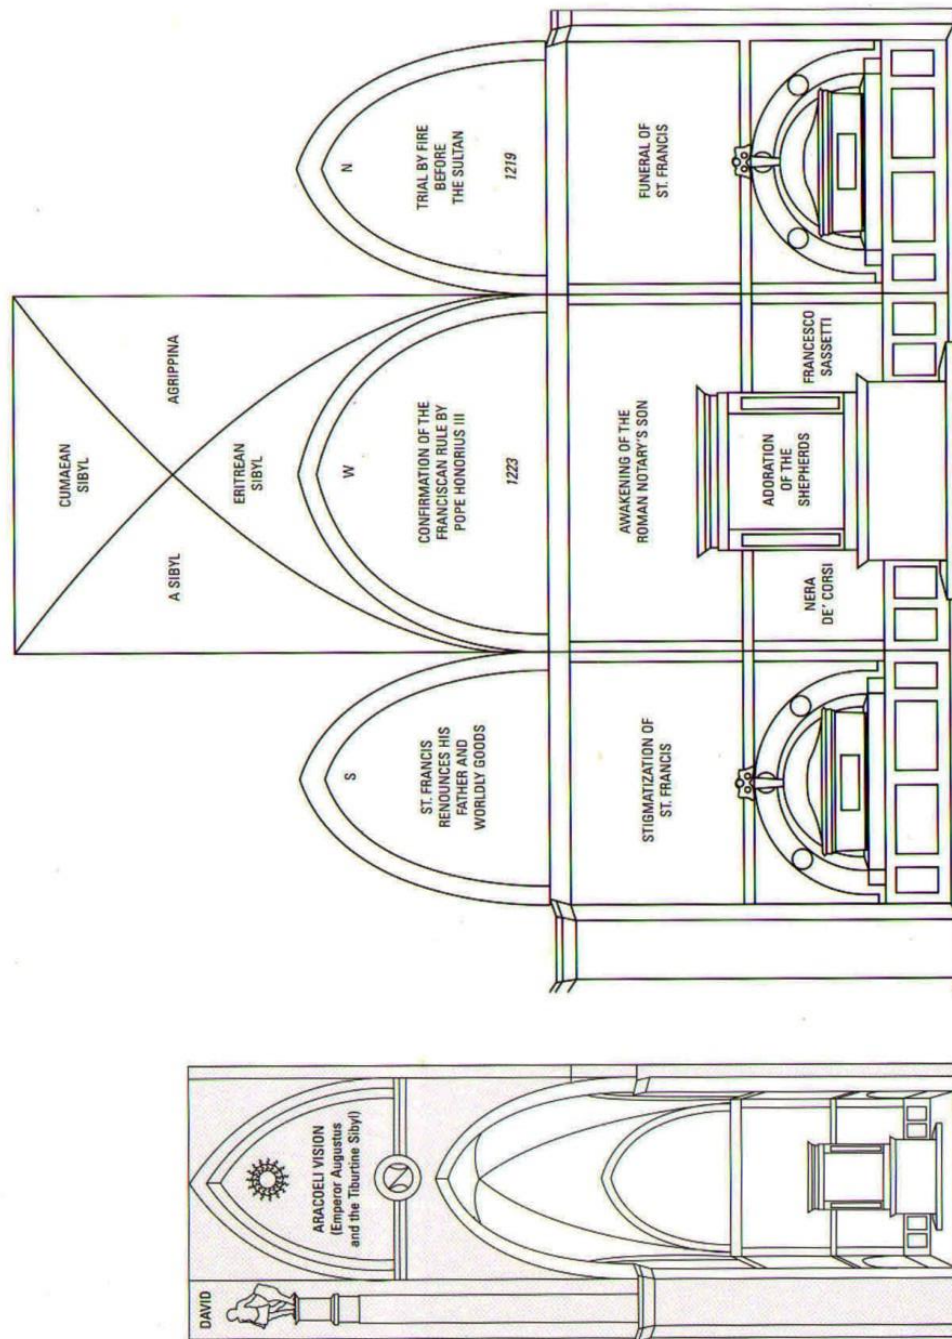 DAVID
ARACOELI VISION
(Emperor Augustus
and the Tiburtine Sibyl)
CUMAEAN
SIBYL
A SIBYL
AGRIPPINA
ERITREAN
SIBYL
S
ST. FRANCIS
RENOUNCES HIS
FATHER AND
WORLDLY GOODS
W
CONFIRMATION OF THE
FRANCISCAN RULE BY
POPE HONORIUS III
1223
N
TRIAL BY FIRE
BEFORE
THE SULTAN
1219
STIGMATIZATION OF
ST. FRANCIS
AWAKENING OF THE
ROMAN NOTARY'S SON
FUNERAL OF
ST. FRANCIS
NERA
DE' CORSI
ADORATION
OF THE
SHEPHERDS
FRANCESCO
SASSETTI